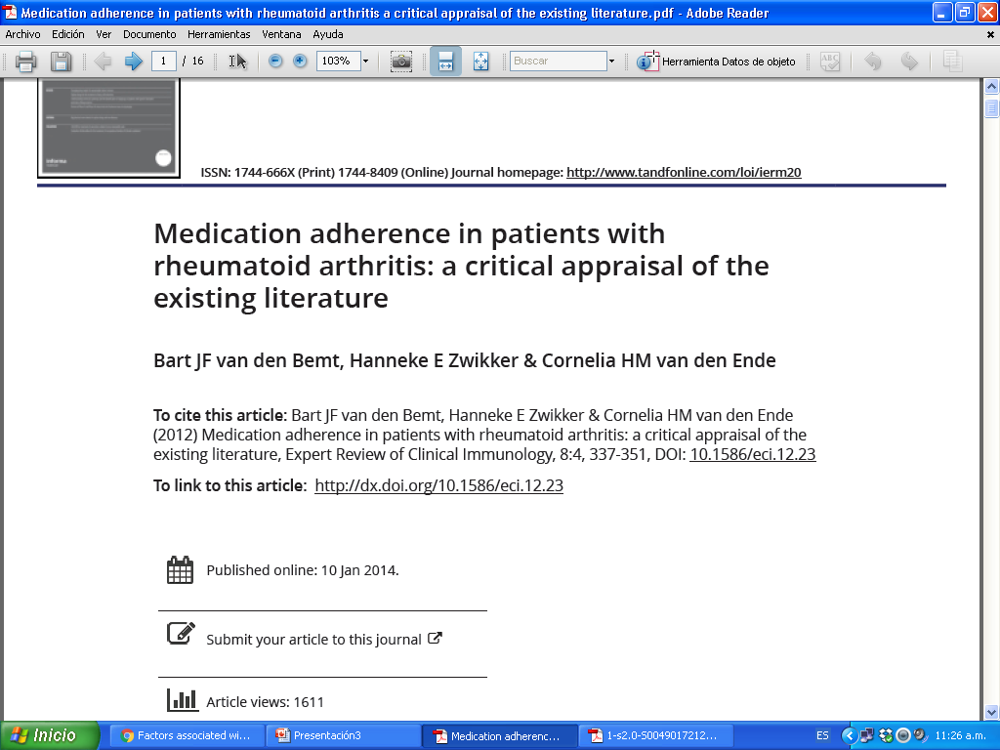 Medication adherence in patients with rheumatoid arthritis a critical appraisal of the existing literature.pdf - Adobe Reader
Archivo Edición Ver Documento Herramientas Ventana Ayuda
1 / 16 103% Buscar Herramienta Datos de objeto
ISSN: 1744-666X (Print) 1744-8409 (Online) Journal homepage: http://www.tandfonline.com/loi/ierm20
Medication adherence in patients with
rheumatoid arthritis: a critical appraisal of the
existing literature
Bart JF van den Bemt, Hanneke E Zwikker & Cornelia HM van den Ende
To cite this article: Bart JF van den Bemt, Hanneke E Zwikker & Cornelia HM van den Ende
(2012) Medication adherence in patients with rheumatoid arthritis: a critical appraisal of the
existing literature, Expert Review of Clinical Immunology, 8:4, 337-351, DOI: 10.1586/eci.12.23
To link to this article: http://dx.doi.org/10.1586/eci.12.23
Published online: 10 Jan 2014.
Submit your article to this journal
Article views: 1611
Inicio Factors associated wi... Presentación3 Medication adherenc... 1-s2.0-S0049017212... ES 11:26 a.m.